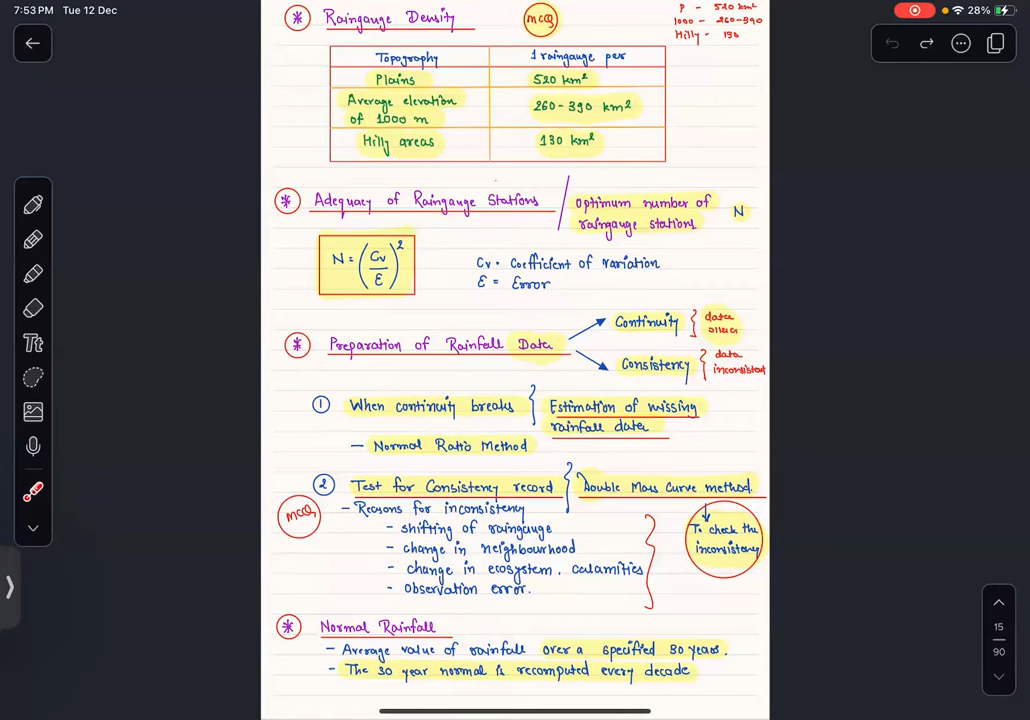 7:53 PM Tue 12 Dec
28%
* Raingauge Density
MCQ
P - 520 km²
1000 - 260-390
Hilly - 130
Topography 1 raingauge per
Plains 520 km²
Average elevation of 1000 m 260-390 km²
Hilly areas 130 km²
* Adequacy of Raingauge Stations / optimum number of raingauge stations N
N = (Cv/ε)²
Cv = Coefficient of variation
ε = Error
* Preparation of Rainfall Data
Continuity } data
Consistency } data inconsistent
① When continuity breaks } Estimation of missing rainfall data
- Normal Ratio Method
② Test for Consistency record } Double Mass Curve method.
MCQ
- Reasons for inconsistency
- shifting of raingauge
- change in neighbourhood
- change in ecosystem, calamities
- observation error.
To check the inconsistency
* Normal Rainfall
- Average value of rainfall over a specified 30 years.
- The 30 year normal is recomputed every decade
Tt
15
90